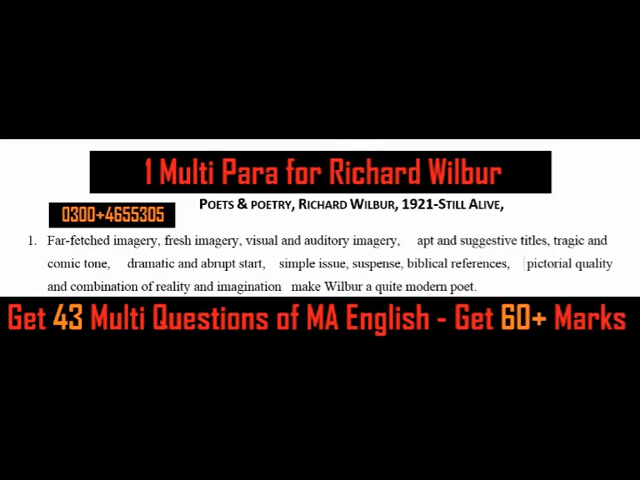 1 Multi Para for Richard Wilbur
POETS & POETRY, RICHARD WILBUR, 1921-STILL ALIVE,
0300+4655305
1. Far-fetched imagery, fresh imagery, visual and auditory imagery, apt and suggestive titles, tragic and
comic tone, dramatic and abrupt start, simple issue, suspense, biblical references, pictorial quality
and combination of reality and imagination make Wilbur a quite modern poet.
Get 43 Multi Questions of MA English - Get 60+ Marks